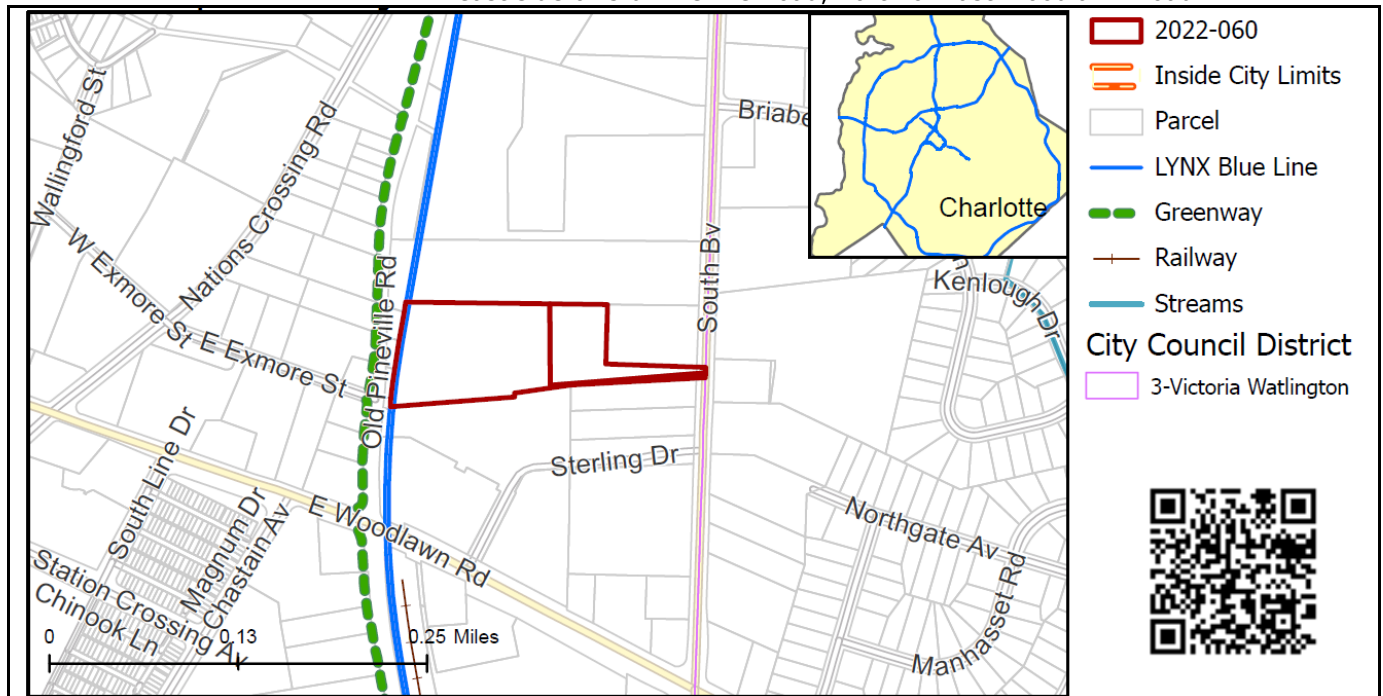 2022-060
Inside City Limits
Parcel
LYNX Blue Line
Greenway
Railway
Streams
City Council District
3-Victoria Watlington
Charlotte
Wallingford St
Nations Crossing Rd
W Exmore St
E Exmore St
Old Pineville Rd
South Bv
Briabe
Kenlough Dr
Sterling Dr
E Woodlawn Rd
Northgate Av
Manhasset Rd
South Line Dr
Magnum Dr
Chastain Av
Station Crossing Av
Chinook Ln
0
0.13
0.25 Miles